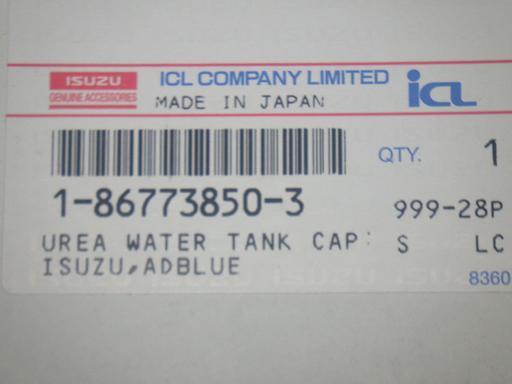 ISUZU
GENUINE ACCESSORIES
ICL COMPANY LIMITED
MADE IN JAPAN
icL
QTY. 1
1-86773850-3
999-28P
UREA WATER TANK CAP: S LC
ISUZU,ADBLUE
8360